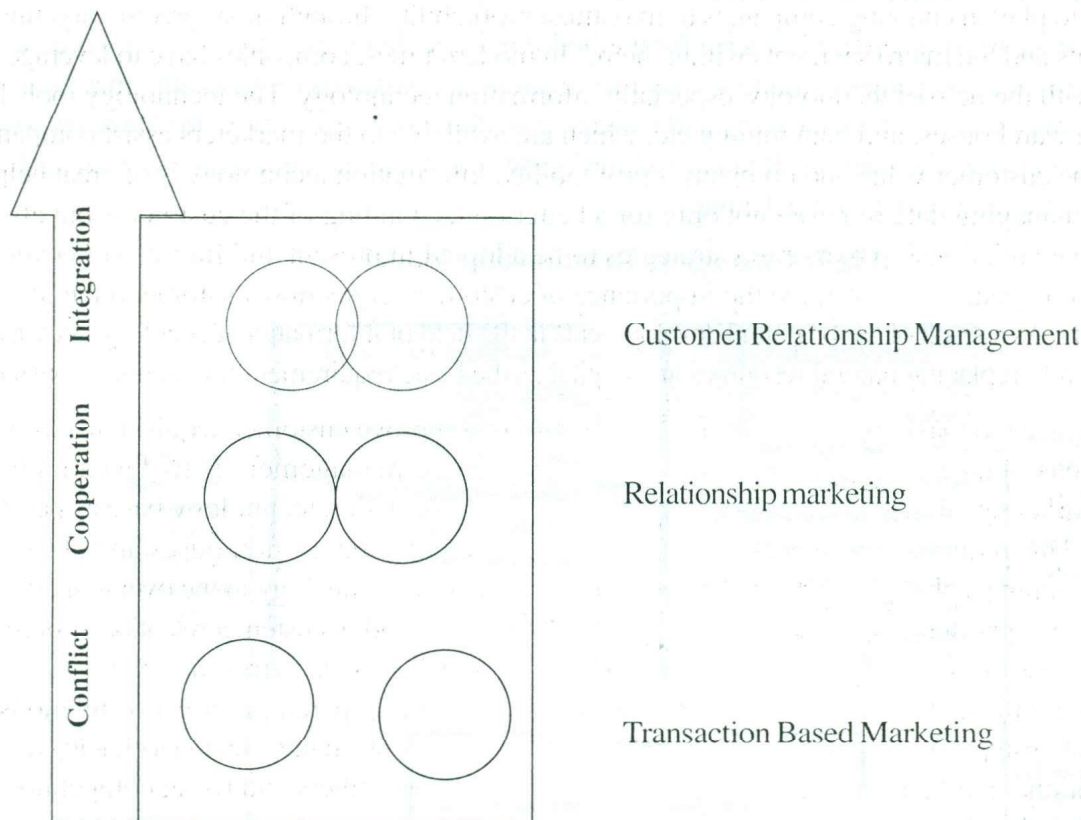 Integration
Customer Relationship Management
Cooperation
Relationship marketing
Conflict
Transaction Based Marketing